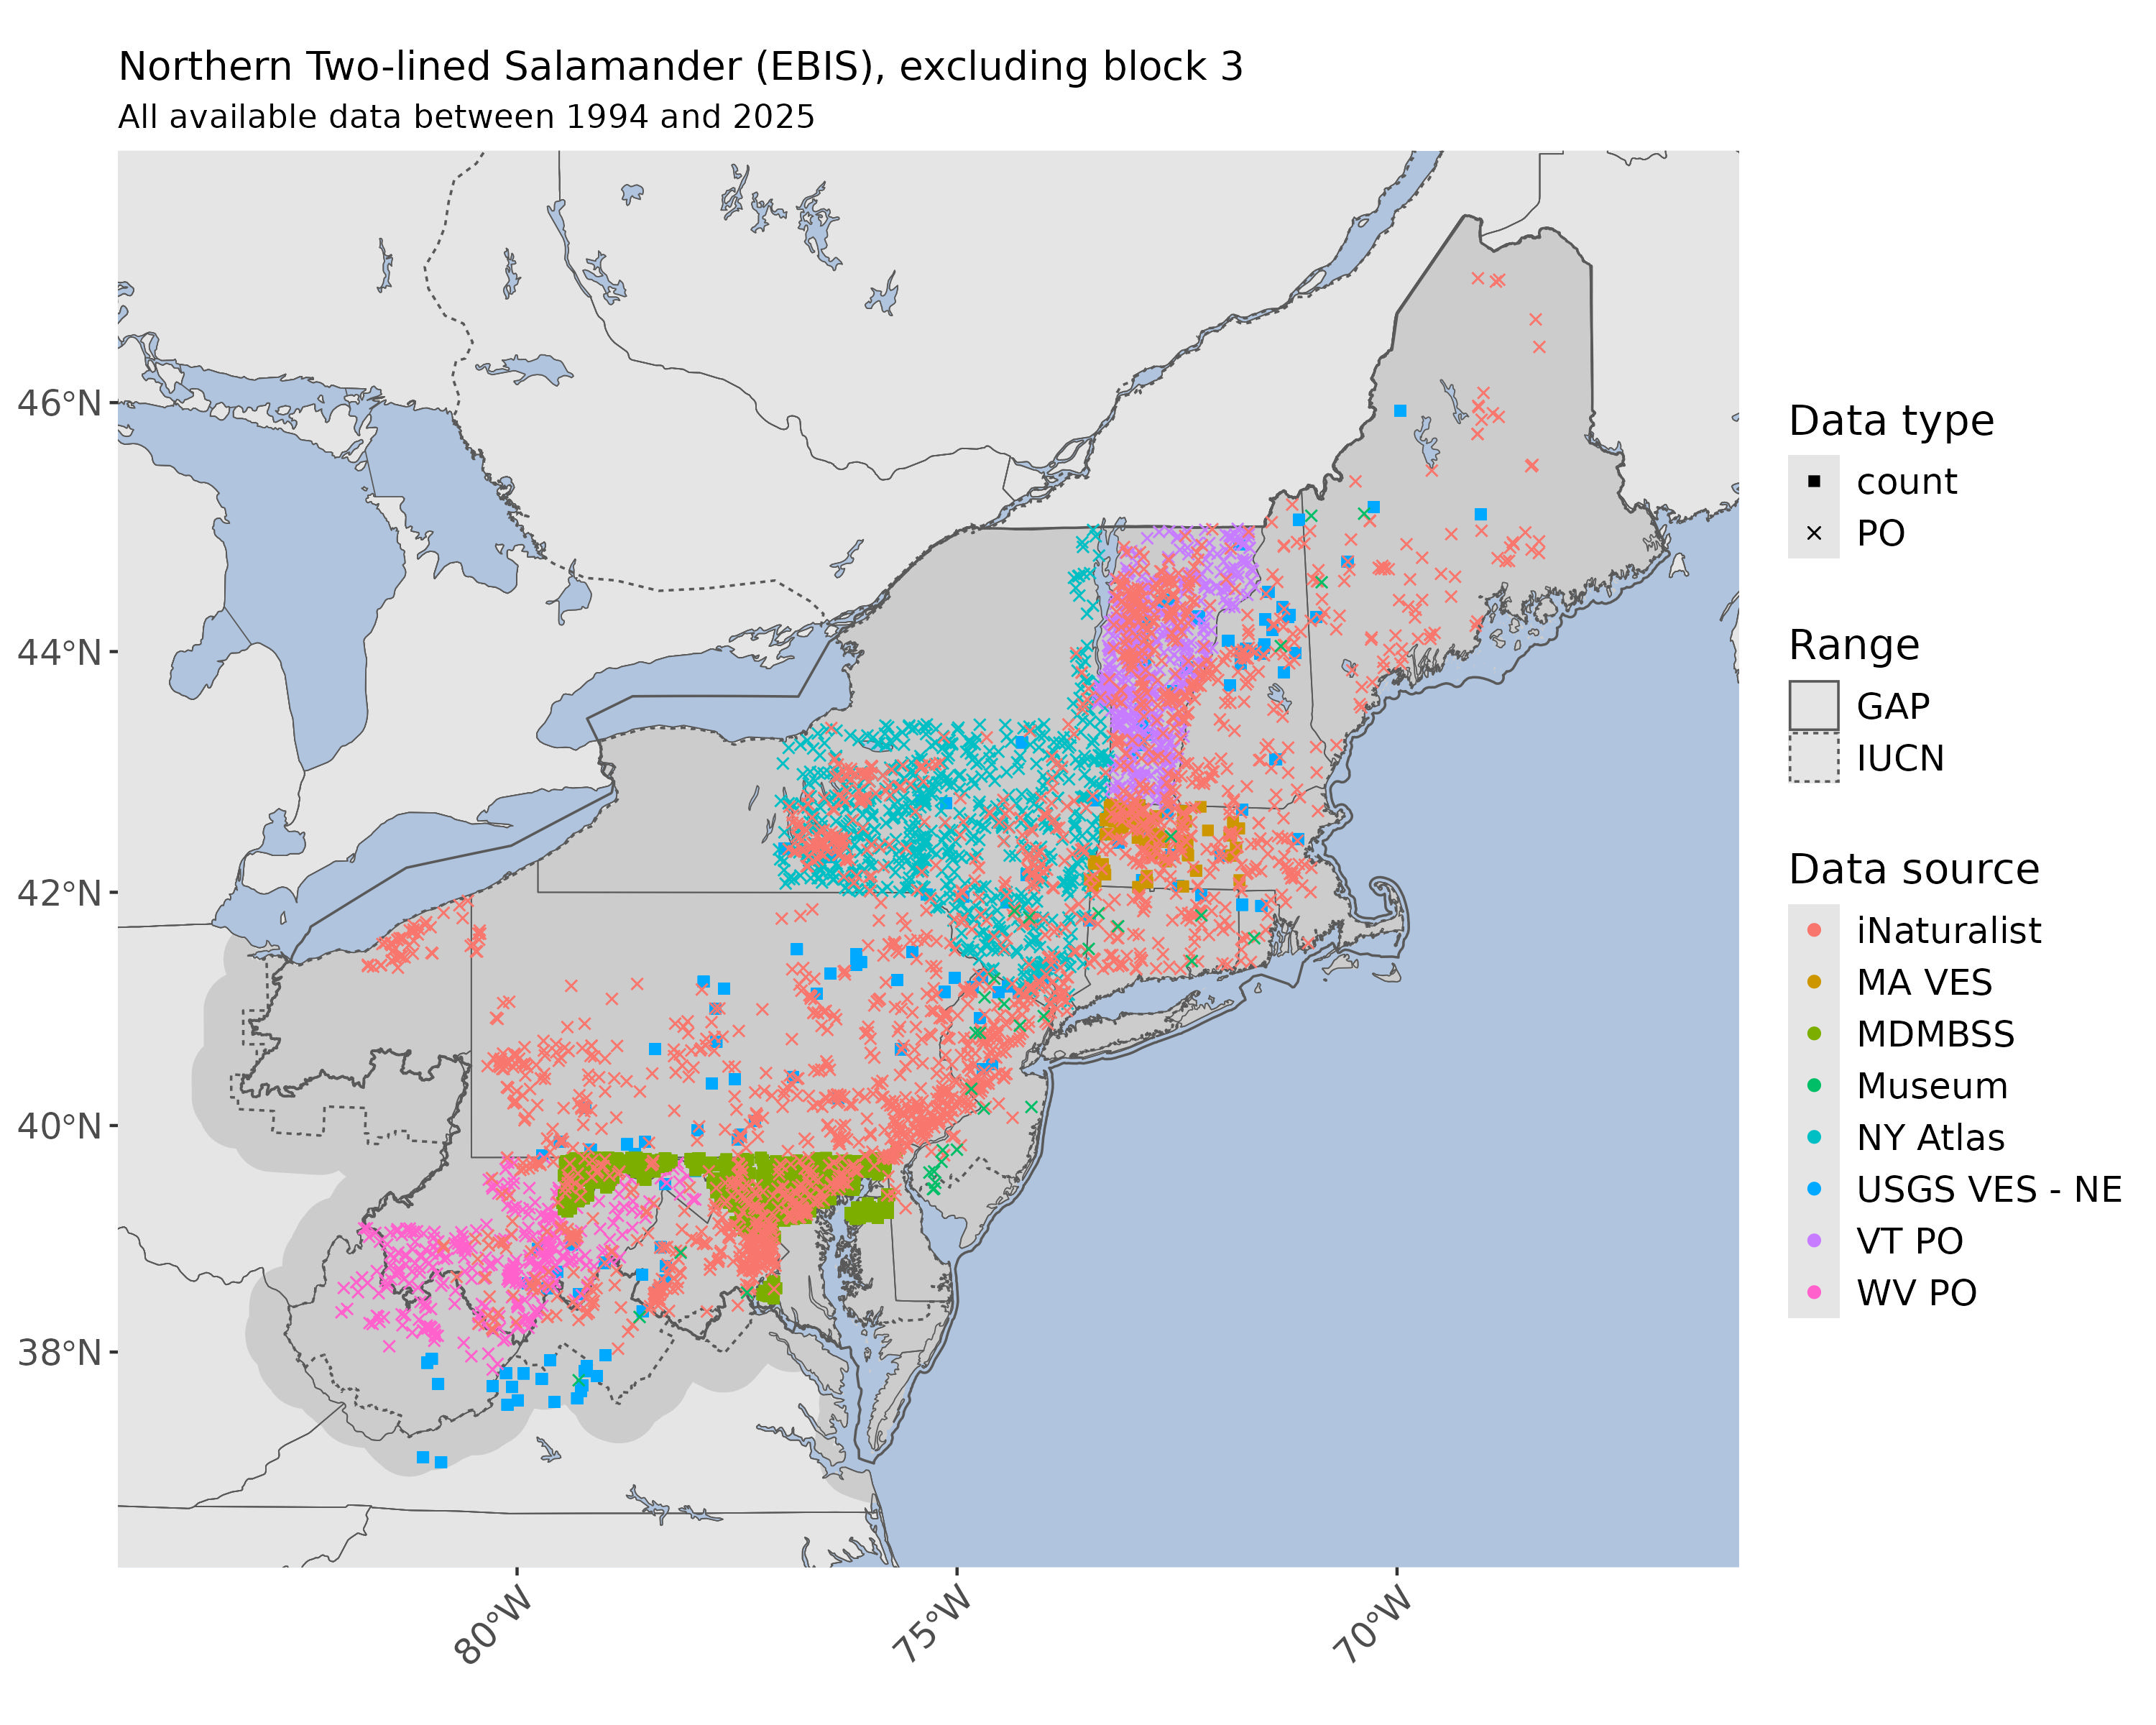 Northern Two-lined Salamander (EBIS), excluding block 3
All available data between 1994 and 2025
46°N
44°N
42°N
40°N
38°N
80°W
75°W
70°W
Data type
count
PO
Range
GAP
IUCN
Data source
iNaturalist
MA VES
MDMBSS
Museum
NY Atlas
USGS VES - NE
VT PO
WV PO